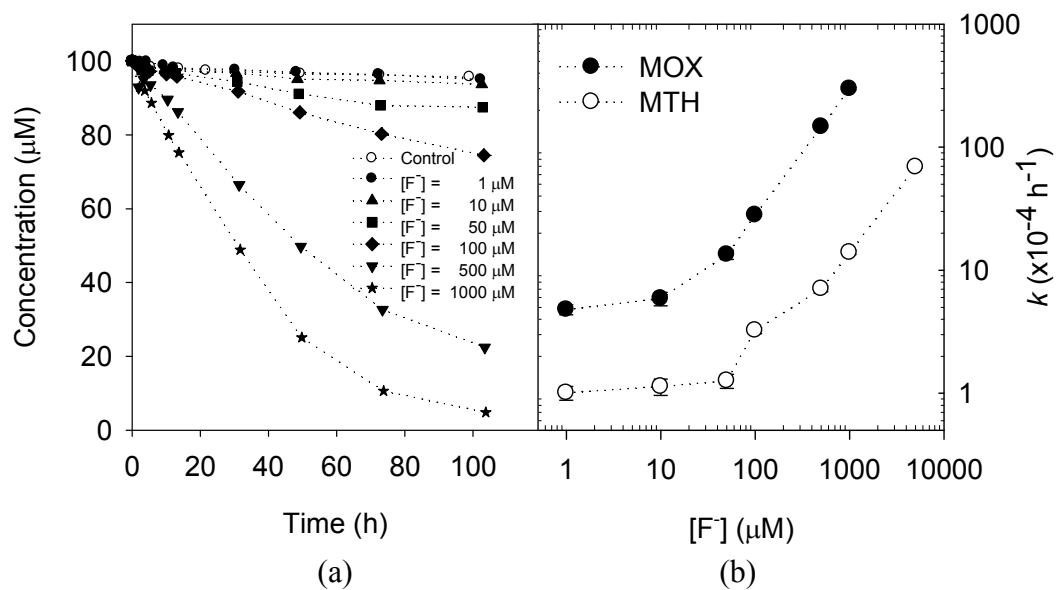 Concentration (μM)
100
80
60
40
20
0
Control
[F⁻] = 1 μM
[F⁻] = 10 μM
[F⁻] = 50 μM
[F⁻] = 100 μM
[F⁻] = 500 μM
[F⁻] = 1000 μM
0 20 40 60 80 100
Time (h)
(a)
MOX
MTH
1000
100
10
1
k (x10⁻⁴ h⁻¹)
1 10 100 1000 10000
[F⁻] (μM)
(b)